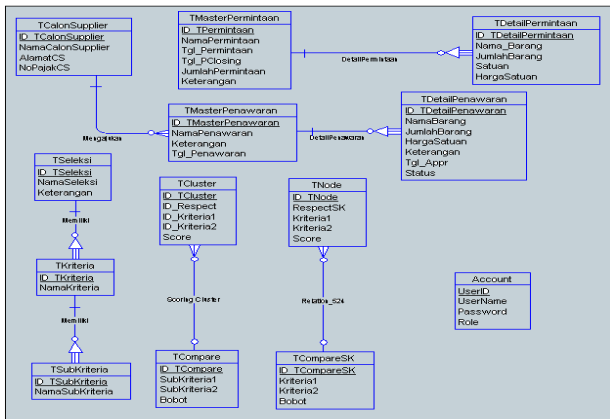 TCalonSupplier
ID_TCalonSupplier
NamaCalonSupplier
AlamatCS
NoPajakCS
TMasterPermintaan
ID_TPermintaan
NamaPermintaan
Tgl_Permintaan
Tgl_PClosing
JumlahPermintaan
Keterangan
DetailPermintaan
TDetailPermintaan
ID_TDetailPermintaan
Nama_Barang
JumlahBarang
Satuan
HargaSatuan
Mengajukan
TMasterPenawaran
ID_TMasterPenawaran
NamaPenawaran
Keterangan
Tgl_Penawaran
DetailPenawaran
TDetailPenawaran
ID_TDetailPenawaran
NamaBarang
JumlahBarang
HargaSatuan
Keterangan
Tgl_Appr
Status
TSeleksi
ID_TSeleksi
NamaSeleksi
Keterangan
Memiliki
TKriteria
ID_TKriteria
NamaKriteria
Memiliki
TSubKriteria
ID_TSubKriteria
NamaSubKriteria
TCluster
ID_TCluster
ID_Respect
ID_Kriteria1
ID_Kriteria2
Score
Scoring Cluster
TCompare
ID_TCompare
SubKriteria1
SubKriteria2
Bobot
TNode
ID_TNode
RespectSK
Kriteria1
Kriteria2
Score
Relation_524
TCompareSK
ID_TCompareSK
Kriteria1
Kriteria2
Bobot
Account
UserID
UserName
Password
Role